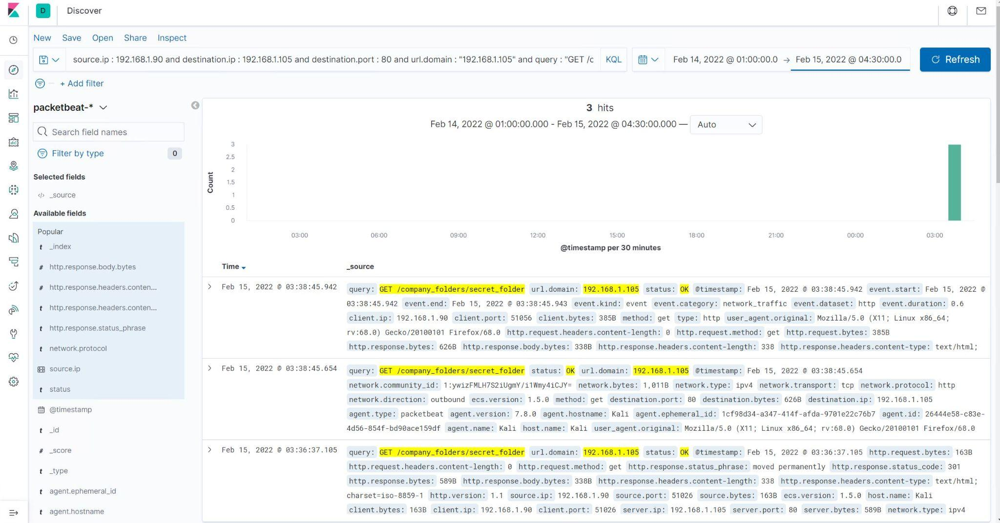 D
Discover
New Save Open Share Inspect
source.ip : 192.168.1.90 and destination.ip : 192.168.1.105 and destination.port : 80 and url.domain : "192.168.1.105" and query : "GET /c
KQL
Feb 14, 2022 @ 01:00:00.0 → Feb 15, 2022 @ 04:30:00.0
Refresh
+ Add filter
packetbeat-*
Search field names
Filter by type 0
Selected fields
_source
Available fields
Popular
t _index
# http.response.body.bytes
# http.response.headers.conten...
t http.response.headers.conten...
t http.response.status_phrase
t network.protocol
source.ip
t status
@timestamp
t _id
# _score
t _type
t agent.ephemeral_id
t agent.hostname
3 hits
Feb 14, 2022 @ 01:00:00.000 - Feb 15, 2022 @ 04:30:00.000 — Auto
Count
3
2.5
2
1.5
1
0.5
0
03:00 06:00 09:00 12:00 15:00 18:00 21:00 00:00 03:00
@timestamp per 30 minutes
Time _source
Feb 15, 2022 @ 03:38:45.942
query: GET /company_folders/secret_folder url.domain: 192.168.1.105 status: OK @timestamp: Feb 15, 2022 @ 03:38:45.942 event.start: Feb 15, 2022 @
03:38:45.942 event.end: Feb 15, 2022 @ 03:38:45.943 event.kind: event event.category: network_traffic event.dataset: http event.duration: 0.6
client.ip: 192.168.1.90 client.port: 51056 client.bytes: 385B method: get type: http user_agent.original: Mozilla/5.0 (X11; Linux x86_64;
rv:68.0) Gecko/20100101 Firefox/68.0 http.request.headers.content-length: 0 http.request.method: get http.request.bytes: 385B
http.response.bytes: 626B http.response.body.bytes: 338B http.response.headers.content-length: 338 http.response.headers.content-type: text/html;
Feb 15, 2022 @ 03:38:45.654
query: GET /company_folders/secret_folder status: OK url.domain: 192.168.1.105 @timestamp: Feb 15, 2022 @ 03:38:45.654
network.community_id: 1:ywizFMLH7S2iUgmY/i1Wmy4iCJY= network.bytes: 1,011B network.type: ipv4 network.transport: tcp network.protocol: http
network.direction: outbound ecs.version: 1.5.0 method: get destination.port: 80 destination.bytes: 626B destination.ip: 192.168.1.105
agent.type: packetbeat agent.version: 7.8.0 agent.hostname: Kali agent.ephemeral_id: 1cf98d34-a347-414f-afda-9701e22c76b7 agent.id: 26444e58-c83e-
4d56-854f-bd90ace159df agent.name: Kali host.name: Kali user_agent.original: Mozilla/5.0 (X11; Linux x86_64; rv:68.0) Gecko/20100101 Firefox/68.0
Feb 15, 2022 @ 03:36:37.105
query: GET /company_folders/secret_folder url.domain: 192.168.1.105 status: OK @timestamp: Feb 15, 2022 @ 03:36:37.105 http.request.bytes: 163B
http.request.headers.content-length: 0 http.request.method: get http.response.status_phrase: moved permanently http.response.status_code: 301
http.response.bytes: 589B http.response.body.bytes: 338B http.response.headers.content-length: 338 http.response.headers.content-type: text/html;
charset=iso-8859-1 http.version: 1.1 source.ip: 192.168.1.90 source.port: 51026 source.bytes: 163B ecs.version: 1.5.0 host.name: Kali
client.bytes: 163B client.ip: 192.168.1.90 client.port: 51026 server.ip: 192.168.1.105 server.port: 80 server.bytes: 589B network.type: ipv4